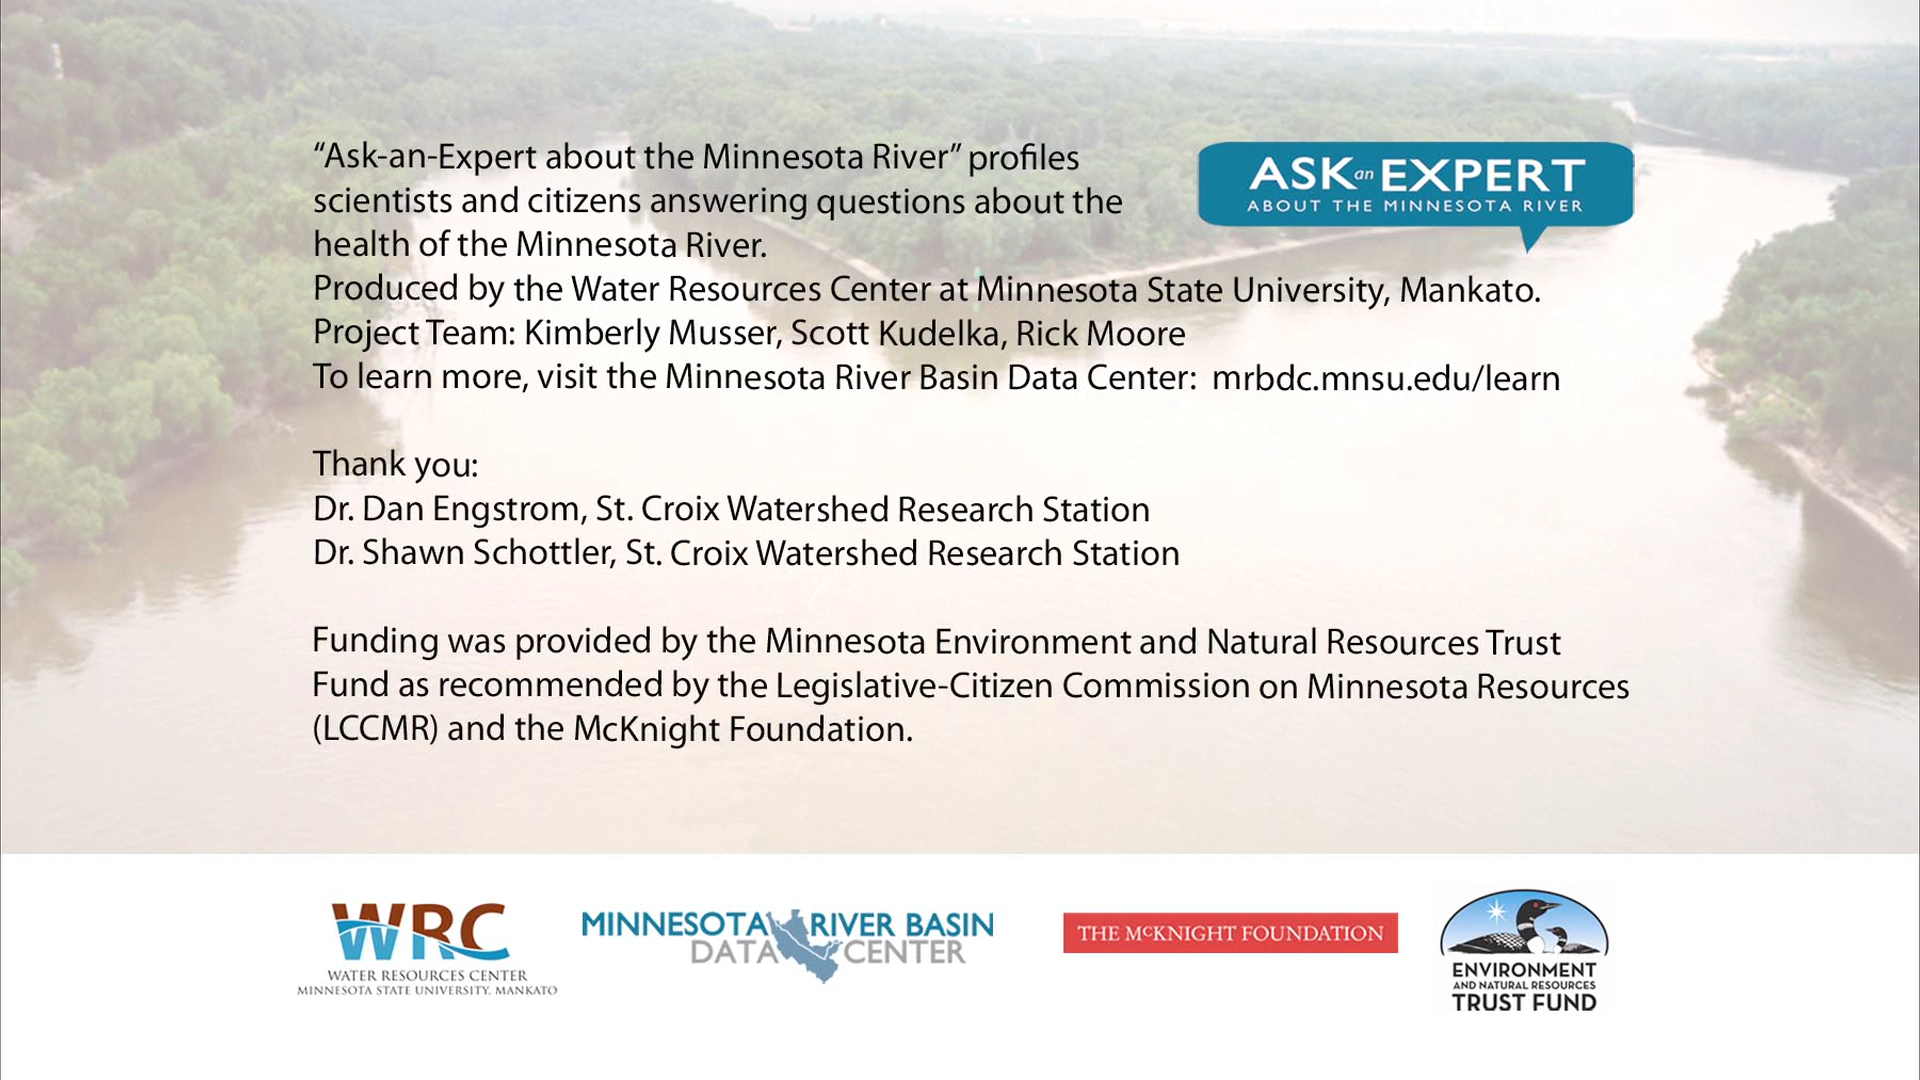 “Ask-an-Expert about the Minnesota River” profiles
scientists and citizens answering questions about the
health of the Minnesota River.
ASK an EXPERT
ABOUT THE MINNESOTA RIVER
Produced by the Water Resources Center at Minnesota State University, Mankato.
Project Team: Kimberly Musser, Scott Kudelka, Rick Moore
To learn more, visit the Minnesota River Basin Data Center: mrbdc.mnsu.edu/learn
Thank you:
Dr. Dan Engstrom, St. Croix Watershed Research Station
Dr. Shawn Schottler, St. Croix Watershed Research Station
Funding was provided by the Minnesota Environment and Natural Resources Trust
Fund as recommended by the Legislative-Citizen Commission on Minnesota Resources
(LCCMR) and the McKnight Foundation.
WRC
WATER RESOURCES CENTER
MINNESOTA STATE UNIVERSITY, MANKATO
MINNESOTA RIVER BASIN
DATA CENTER
THE McKNIGHT FOUNDATION
ENVIRONMENT
AND NATURAL RESOURCES
TRUST FUND